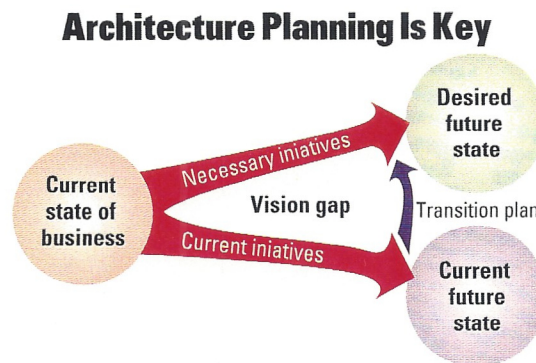 Architecture Planning Is Key
Desired
future
state
Necessary iniatives
Current
state of
business
Vision gap
Transition plan
Current iniatives
Current
future
state